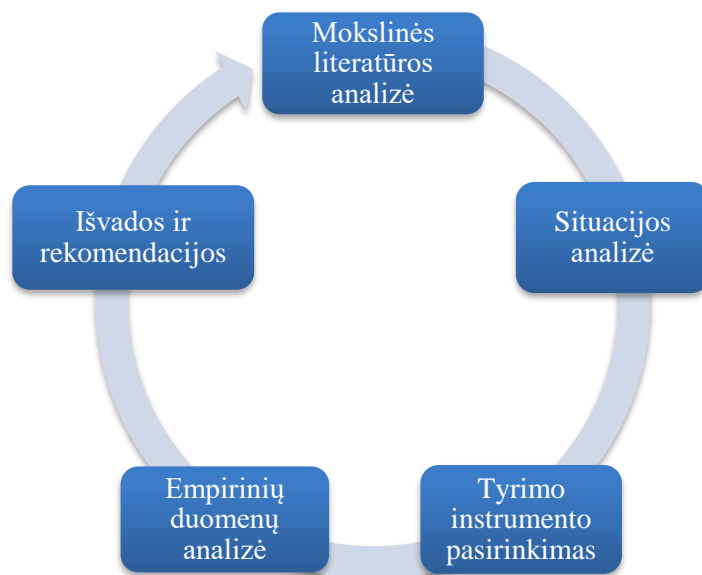 Mokslinės
literatūros
analizė
Situacijos
analizė
Tyrimo
instrumento
pasirinkimas
Empirinių
duomenų
analizė
Išvados ir
rekomendacijos